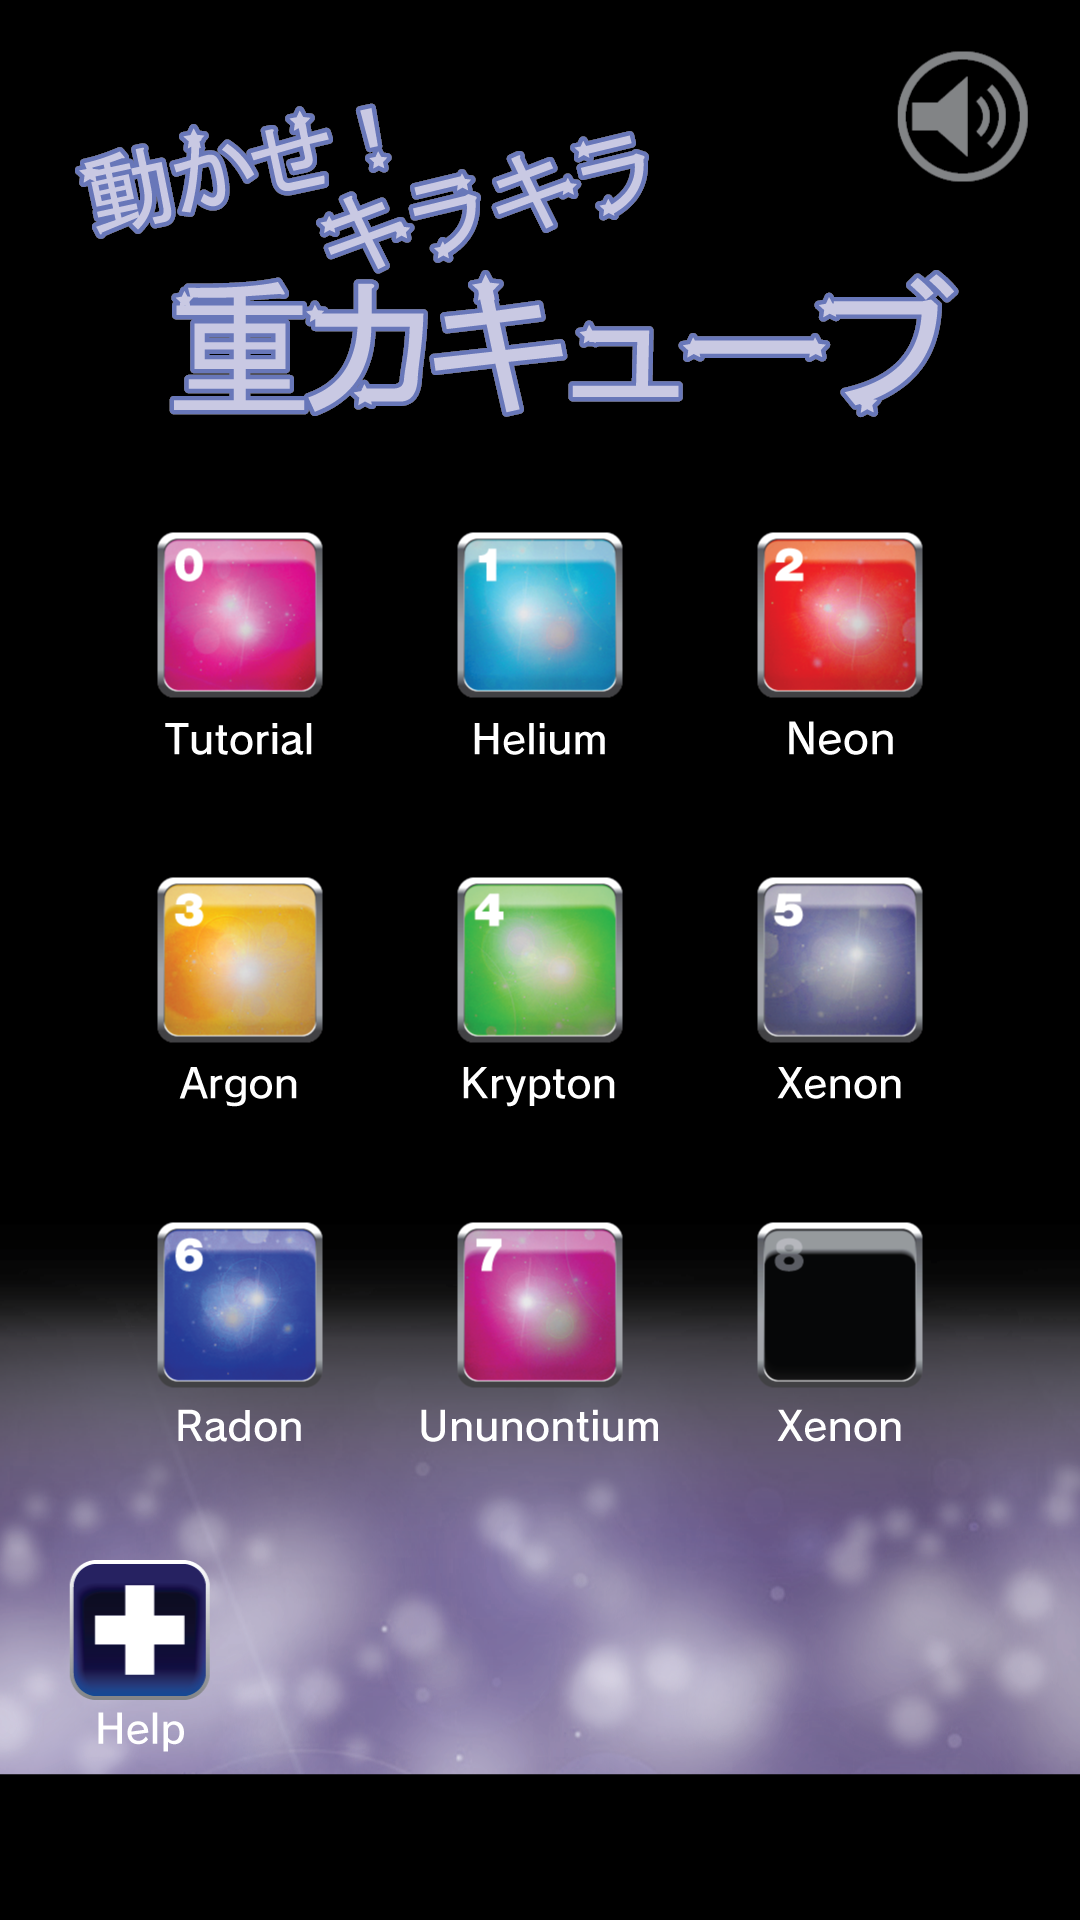 動かせ！
キラキラ
重力キューブ
0 1 2
Tutorial Helium Neon
3 4 5
Argon Krypton Xenon
6 7 8
Radon Ununontium Xenon
Help